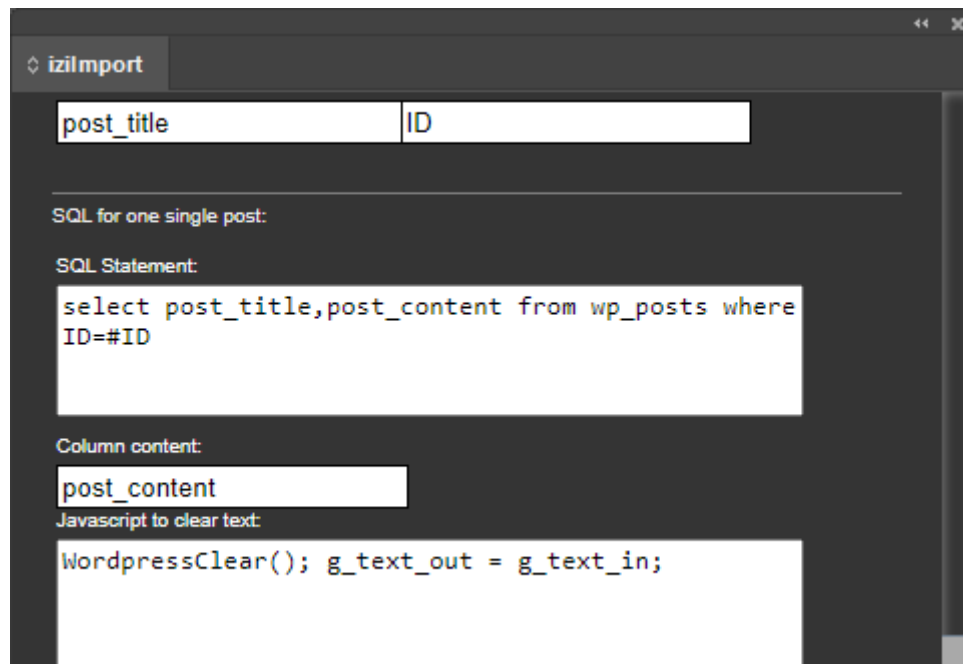 iziImport
post_title ID
SQL for one single post:
SQL Statement:
select post_title,post_content from wp_posts where
ID=#ID
Column content:
post_content
Javascript to clear text:
WordpressClear(); g_text_out = g_text_in;